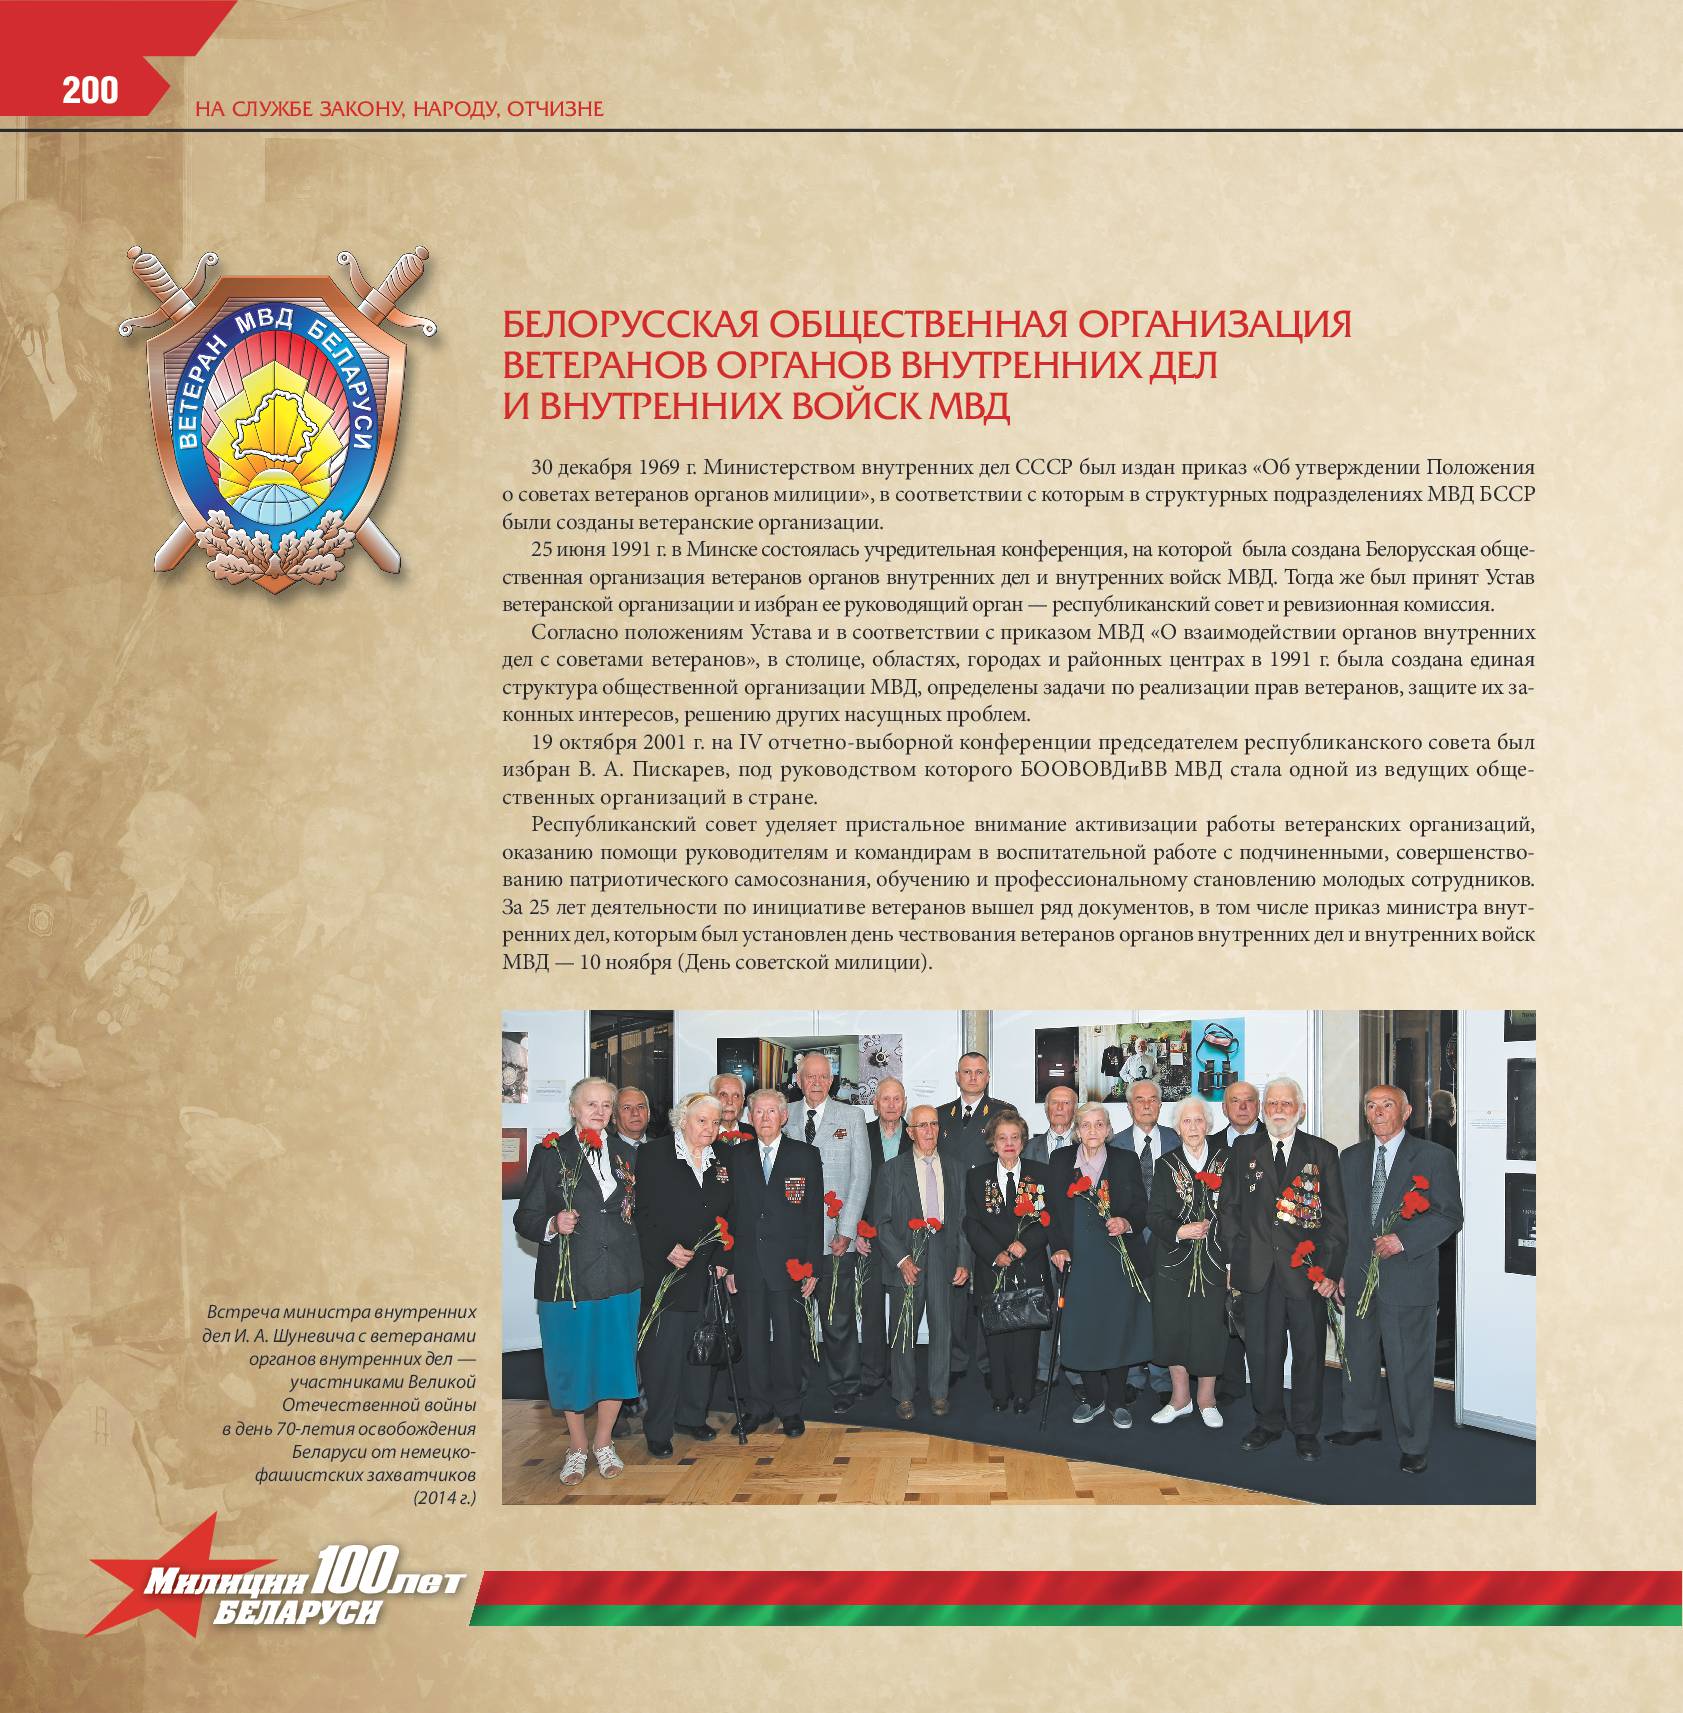 200
НА СЛУЖБЕ ЗАКОНУ, НАРОДУ, ОТЧИЗНЕ
ВЕТЕРАН МВД БЕЛАРУСИ
БЕЛОРУССКАЯ ОБЩЕСТВЕННАЯ ОРГАНИЗАЦИЯ
ВЕТЕРАНОВ ОРГАНОВ ВНУТРЕННИХ ДЕЛ
И ВНУТРЕННИХ ВОЙСК МВД
30 декабря 1969 г. Министерством внутренних дел СССР был издан приказ «Об утверждении Положения
о советах ветеранов органов милиции», в соответствии с которым в структурных подразделениях МВД БССР
были созданы ветеранские организации.
25 июня 1991 г. в Минске состоялась учредительная конференция, на которой была создана Белорусская обще-
ственная организация ветеранов органов внутренних дел и внутренних войск МВД. Тогда же был принят Устав
ветеранской организации и избран ее руководящий орган — республиканский совет и ревизионная комиссия.
Согласно положениям Устава и в соответствии с приказом МВД «О взаимодействии органов внутренних
дел с советами ветеранов», в столице, областях, городах и районных центрах в 1991 г. была создана единая
структура общественной организации МВД, определены задачи по реализации прав ветеранов, защите их за-
конных интересов, решению других насущных проблем.
19 октября 2001 г. на IV отчетно-выборной конференции председателем республиканского совета был
избран В. А. Пискарев, под руководством которого БООВОВДиВВ МВД стала одной из ведущих обще-
ственных организаций в стране.
Республиканский совет уделяет пристальное внимание активизации работы ветеранских организаций,
оказанию помощи руководителям и командирам в воспитательной работе с подчиненными, совершенство-
ванию патриотического самосознания, обучению и профессиональному становлению молодых сотрудников.
За 25 лет деятельности по инициативе ветеранов вышел ряд документов, в том числе приказ министра внут-
ренних дел, которым был установлен день чествования ветеранов органов внутренних дел и внутренних войск
МВД — 10 ноября (День советской милиции).
Встреча министра внутренних
дел И. А. Шуневича с ветеранами
органов внутренних дел —
участниками Великой
Отечественной войны
в день 70-летия освобождения
Беларуси от немецко-
фашистских захватчиков
(2014 г.)
Милиции 100 лет
БЕЛАРУСИ